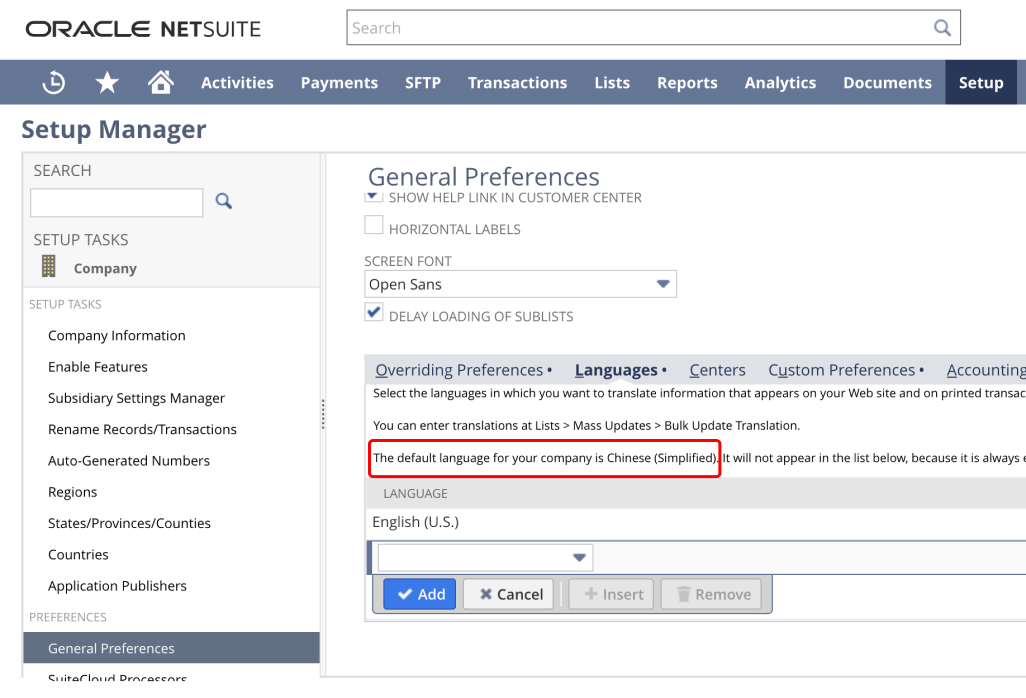 ORACLE NETSUITE
Search
Activities Payments SFTP Transactions Lists Reports Analytics Documents Setup
Setup Manager
SEARCH
SETUP TASKS
Company
SETUP TASKS
Company Information
Enable Features
Subsidiary Settings Manager
Rename Records/Transactions
Auto-Generated Numbers
Regions
States/Provinces/Counties
Countries
Application Publishers
PREFERENCES
General Preferences
SuiteCloud Processors
General Preferences
SHOW HELP LINK IN CUSTOMER CENTER
HORIZONTAL LABELS
SCREEN FONT
Open Sans
DELAY LOADING OF SUBLISTS
Overriding Preferences • Languages • Centers Custom Preferences • Accounting
Select the languages in which you want to translate information that appears on your Web site and on printed transac
You can enter translations at Lists > Mass Updates > Bulk Update Translation.
The default language for your company is Chinese (Simplified). It will not appear in the list below, because it is always e
LANGUAGE
English (U.S.)
Add Cancel Insert Remove